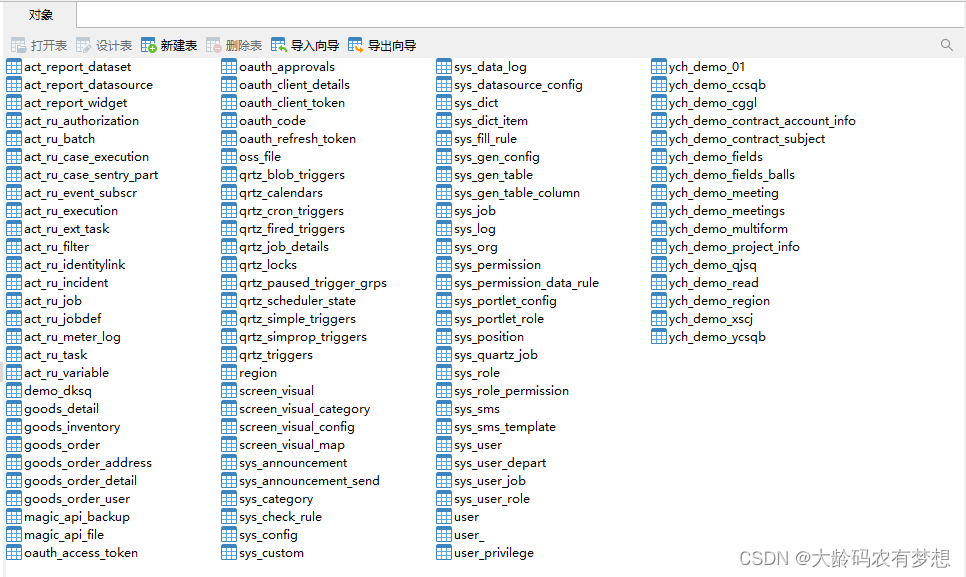 对象
打开表 设计表 新建表 删除表 导入向导 导出向导
act_report_dataset
act_report_datasource
act_report_widget
act_ru_authorization
act_ru_batch
act_ru_case_execution
act_ru_case_sentry_part
act_ru_event_subscr
act_ru_execution
act_ru_ext_task
act_ru_filter
act_ru_identitylink
act_ru_incident
act_ru_job
act_ru_jobdef
act_ru_meter_log
act_ru_task
act_ru_variable
demo_dksq
goods_detail
goods_inventory
goods_order
goods_order_address
goods_order_detail
goods_order_user
magic_api_backup
magic_api_file
oauth_access_token
oauth_approvals
oauth_client_details
oauth_client_token
oauth_code
oauth_refresh_token
oss_file
qrtz_blob_triggers
qrtz_calendars
qrtz_cron_triggers
qrtz_fired_triggers
qrtz_job_details
qrtz_locks
qrtz_paused_trigger_grps
qrtz_scheduler_state
qrtz_simple_triggers
qrtz_simprop_triggers
qrtz_triggers
region
screen_visual
screen_visual_category
screen_visual_config
screen_visual_map
sys_announcement
sys_announcement_send
sys_category
sys_check_rule
sys_config
sys_custom
sys_data_log
sys_datasource_config
sys_dict
sys_dict_item
sys_fill_rule
sys_gen_config
sys_gen_table
sys_gen_table_column
sys_job
sys_log
sys_org
sys_permission
sys_permission_data_rule
sys_portlet_config
sys_portlet_role
sys_position
sys_quartz_job
sys_role
sys_role_permission
sys_sms
sys_sms_template
sys_user
sys_user_depart
sys_user_job
sys_user_role
user
user_
user_privilege
ych_demo_01
ych_demo_ccsqb
ych_demo_cggl
ych_demo_contract_account_info
ych_demo_contract_subject
ych_demo_fields
ych_demo_fields_balls
ych_demo_meeting
ych_demo_meetings
ych_demo_multiform
ych_demo_project_info
ych_demo_qjsq
ych_demo_read
ych_demo_region
ych_demo_xscj
ych_demo_ycsqb
CSDN @大龄码农有梦想